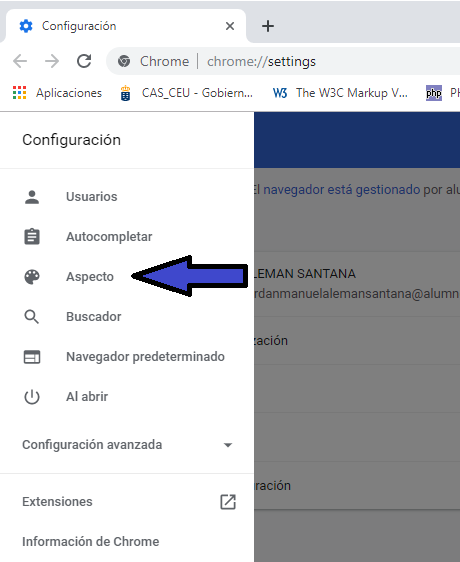 Configuración
Chrome | chrome://settings
Aplicaciones CAS_CEU - Gobiern... W3 The W3C Markup V... php PH
Configuración
Usuarios
El navegador está gestionado por alu
Autocompletar
Aspecto
LEMAN SANTANA
rdanmanuelalemansantana@alumn
Buscador
zación
Navegador predeterminado
Al abrir
Configuración avanzada
Extensiones
uración
Información de Chrome